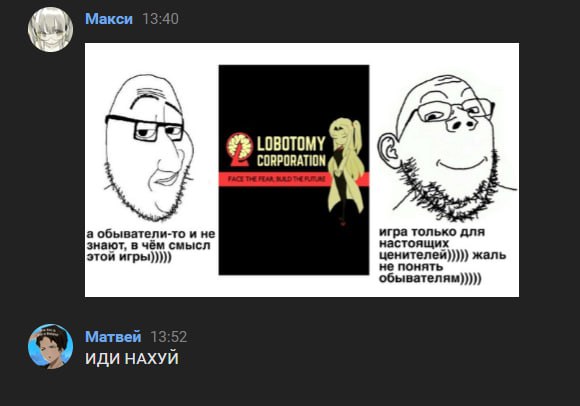 Макси 13:40
LOBOTOMY
CORPORATION
FACE THE FEAR, BUILD THE FUTURE
а обыватели-то и не
знают, в чём смысл
этой игры)))))
игра только для
настоящих
ценителей))))) жаль
не понять
обывателям)))))
Матвей 13:52
ИДИ НАХУЙ